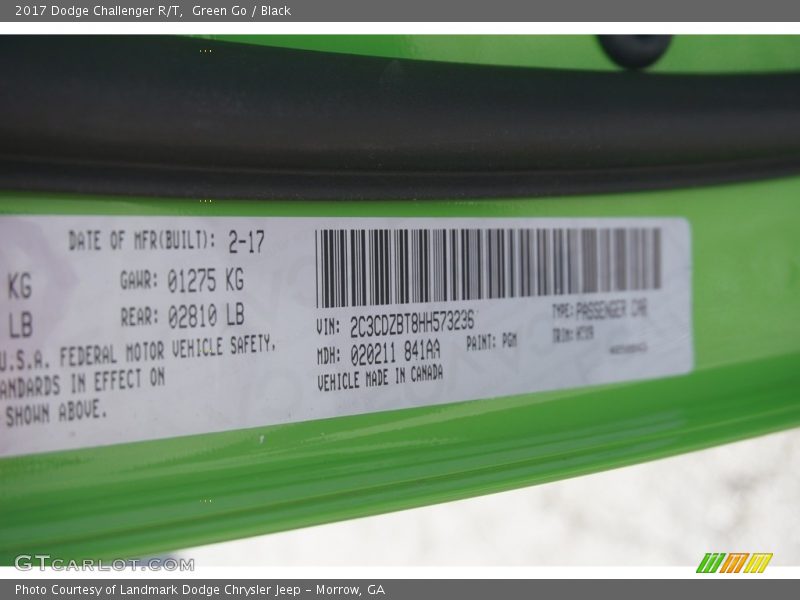 2017 Dodge Challenger R/T, Green Go / Black
DATE OF MFR(BUILT): 2-17
KG GAWR: 01275 KG
LB REAR: 02810 LB
U.S.A. FEDERAL MOTOR VEHICLE SAFETY.
ANDARDS IN EFFECT ON
SHOWN ABOVE.
VIN: 2C3CDZBT8HH573236
TYPE: PASSENGER CAR
MDH: 020211 841AA PAINT: PGM
TRIM:
VEHICLE MADE IN CANADA
GTCARLOT.COM
Photo Courtesy of Landmark Dodge Chrysler Jeep – Morrow, GA